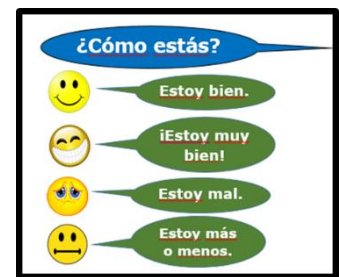 ¿Cómo estás?
Estoy bien.
¡Estoy muy
bien!
Estoy mal.
Estoy más
o menos.